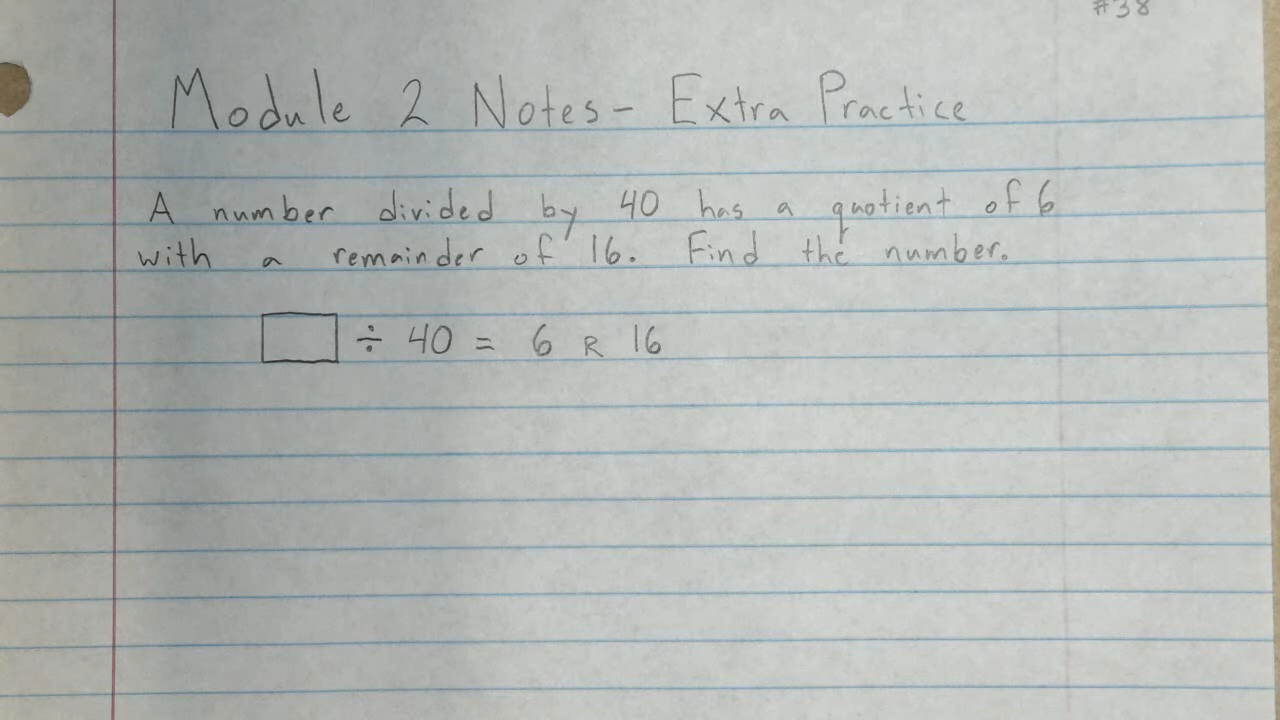 #38
Module 2 Notes - Extra Practice
A number divided by 40 has a quotient of 6
with a remainder of 16. Find the number.
÷ 40 = 6 R 16